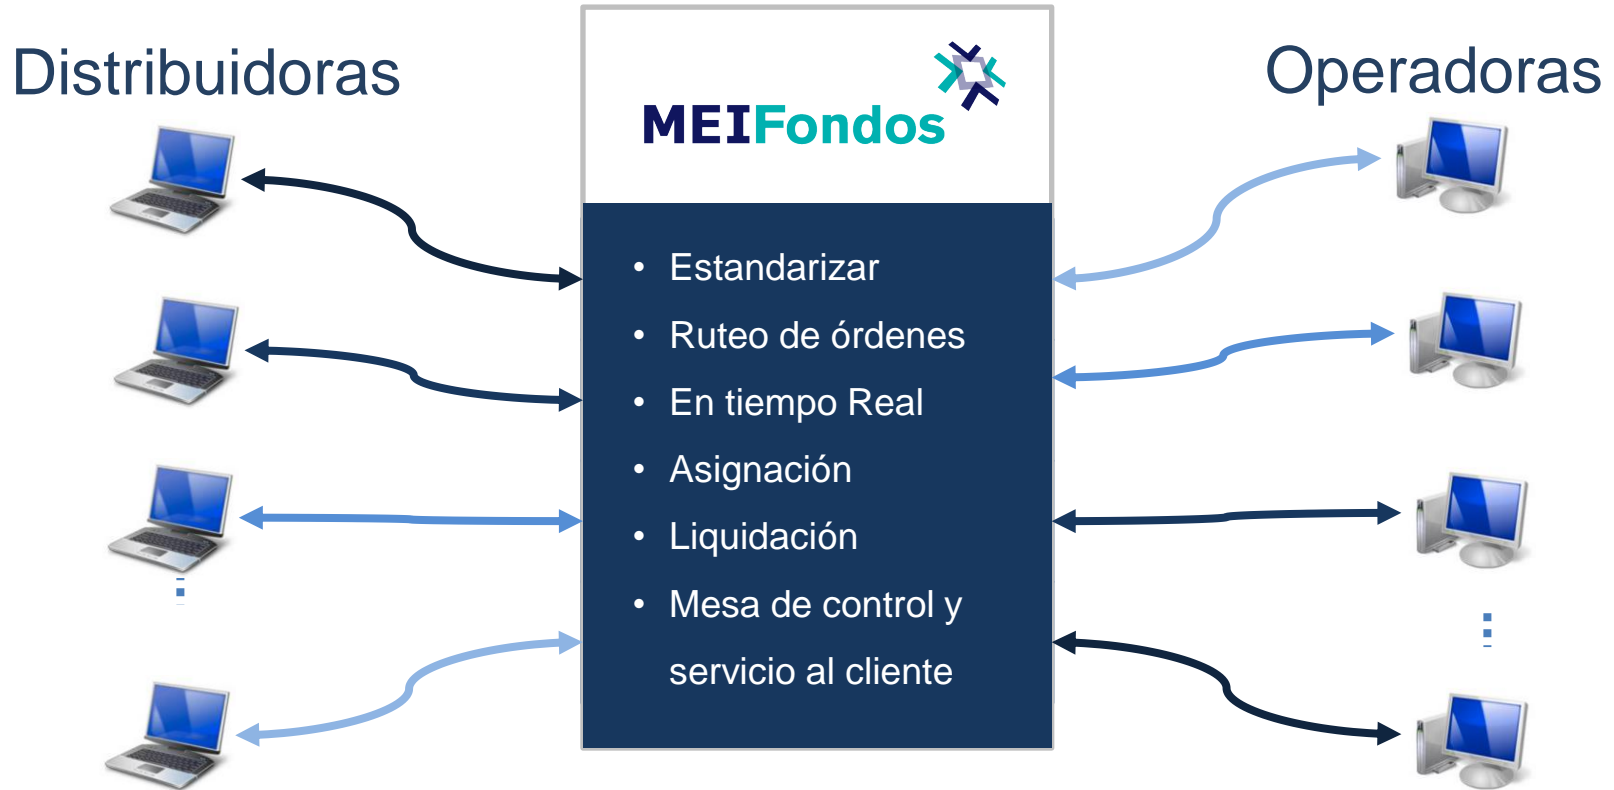 Distribuidoras
MEIFondos
Operadoras
• Estandarizar
• Ruteo de órdenes
• En tiempo Real
• Asignación
• Liquidación
• Mesa de control y
servicio al cliente